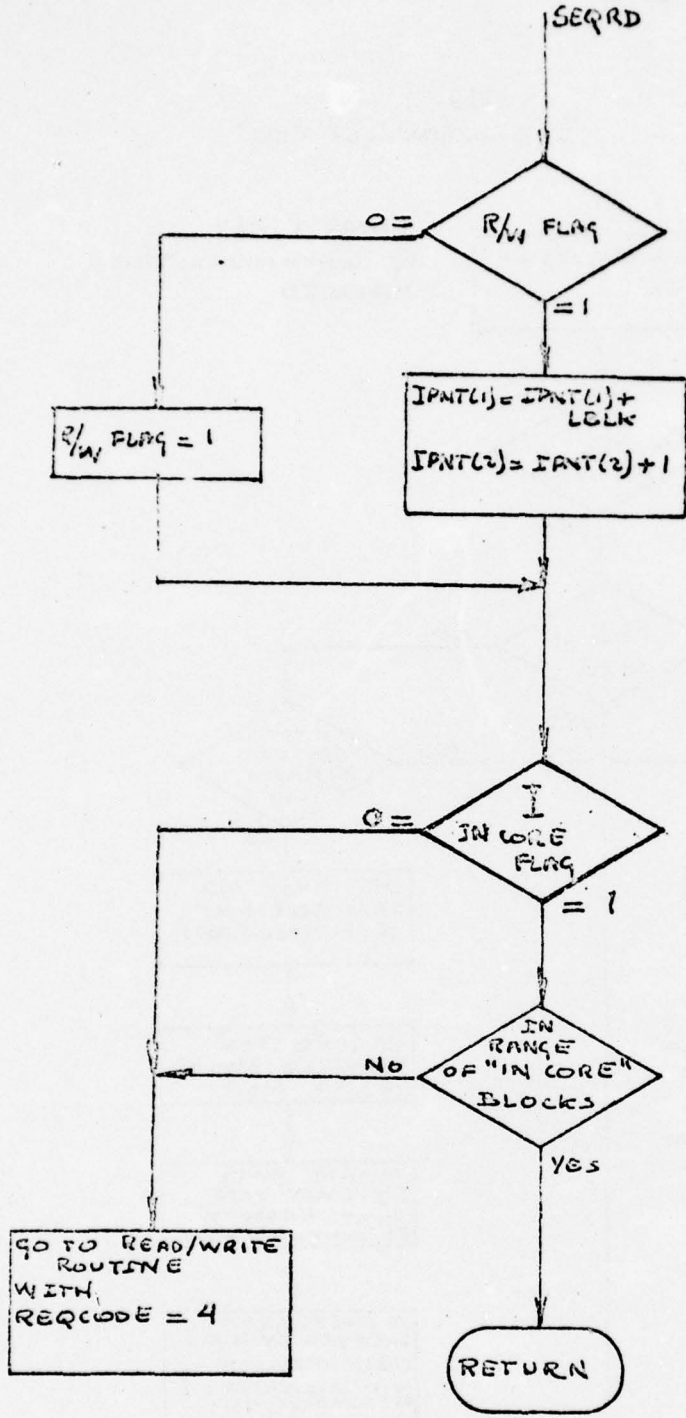 SEQRD
R/W FLAG
0 =
= 1
IPNT(1) = IPNT(1) +
LBLK
IPNT(2) = IPNT(2) + 1
R/W FLAG = 1
I
IN CORE
FLAG
0 =
= 1
IN
RANGE
OF "IN CORE"
BLOCKS
NO
YES
GO TO READ/WRITE
ROUTINE
WITH
REQCODE = 4
RETURN